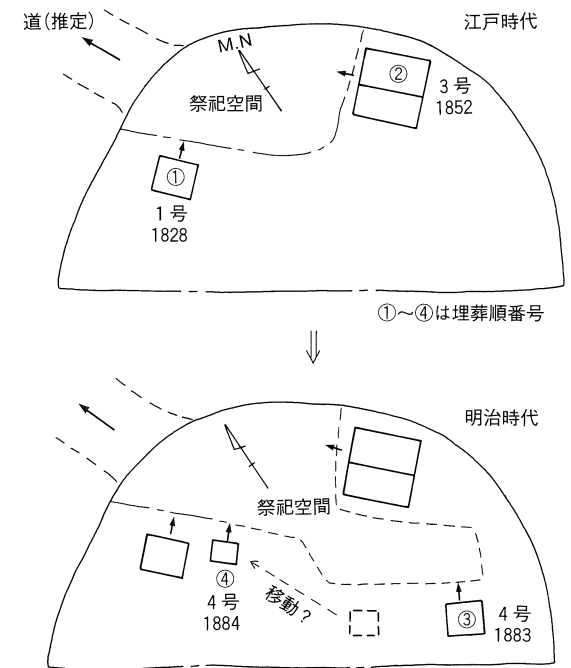 道(推定)
江戸時代
M.N
祭祀空間
②
3号
1852
①
1号
1828
①~④は埋葬順番号
明治時代
祭祀空間
④
4号
1884
移動?
③
4号
1883